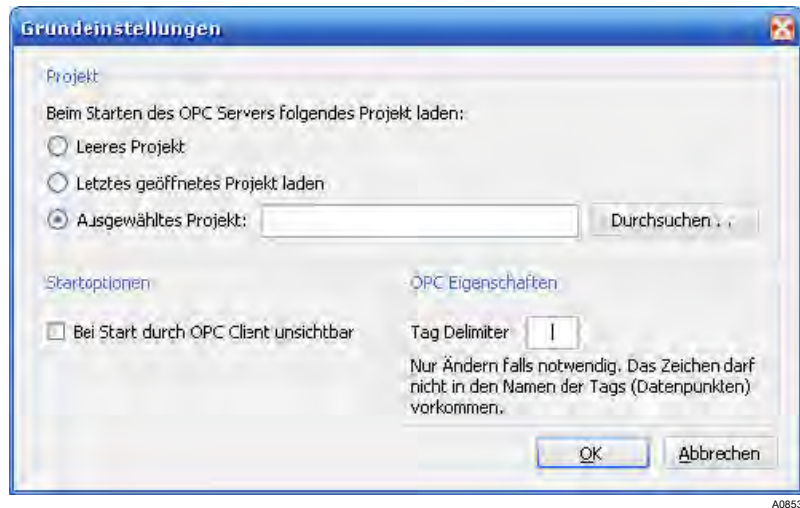 Grundeinstellungen
Projekt
Beim Starten des OPC Servers folgendes Projekt laden:
Leeres Projekt
Letztes geöffnetes Projekt laden
Ausgewähltes Projekt:
Durchsuchen . .
Startoptionen
OPC Eigenschaften
Bei Start durch OPC Client unsichtbar
Tag Delimiter |
Nur Ändern falls notwendig. Das Zeichen darf
nicht in den Namen der Tags (Datenpunkten)
vorkommen.
OK
Abbrechen
A0853